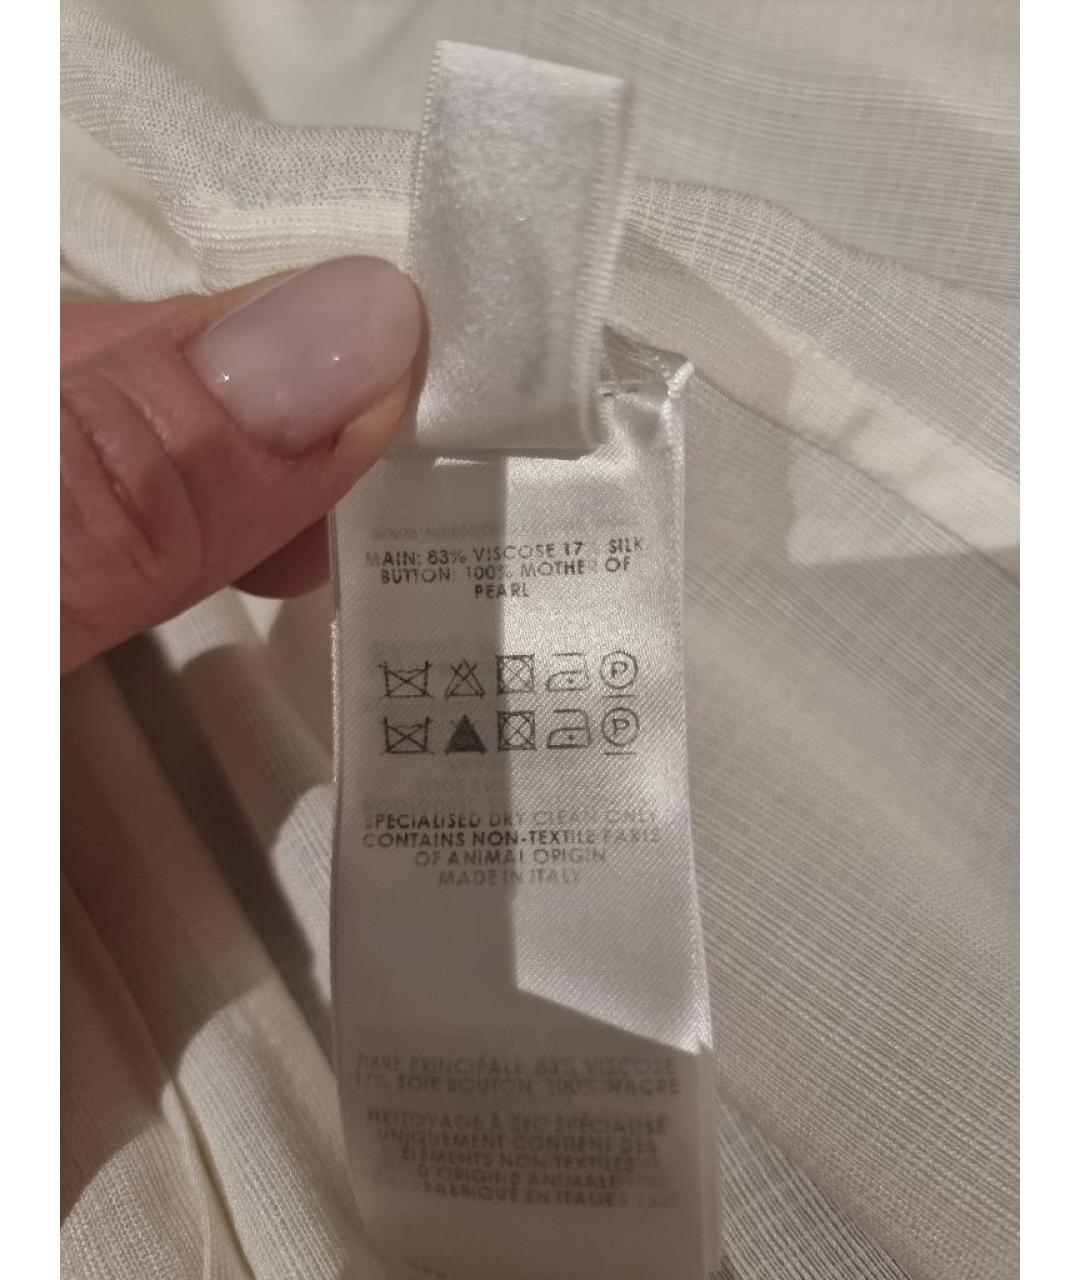 MAIN: 83% VISCOSE 17 SILK
BUTTON: 100% MOTHER OF
PEARL
P
P
SPECIALISED DRY CLEAN ONLY
CONTAINS NON-TEXTILE PARTS
OF ANIMAL ORIGIN
MADE IN ITALY
FIBRE PRINCIPALE: 83% VISCOSE
17% SOIE BOUTON: 100% NACRE
NETTOYAGE À SEC SPÉCIALISÉ
UNIQUEMENT CONTIENT DES
ÉLÉMENTS NON TEXTILES
D'ORIGINE ANIMALE
FABRIQUÉ EN ITALIE